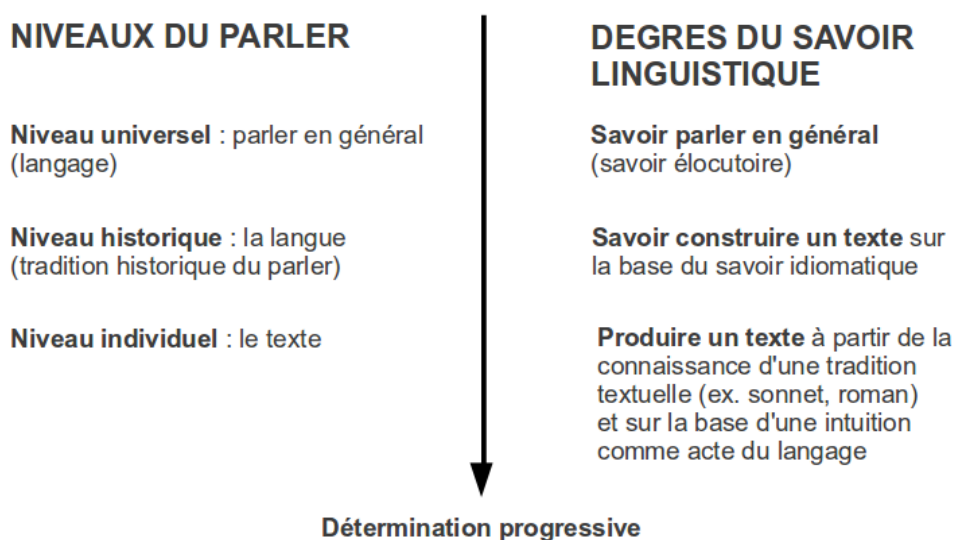 NIVEAUX DU PARLER
Niveau universel : parler en général
(langage)
Niveau historique : la langue
(tradition historique du parler)
Niveau individuel : le texte
DEGRES DU SAVOIR
LINGUISTIQUE
Savoir parler en général
(savoir élocutoire)
Savoir construire un texte sur
la base du savoir idiomatique
Produire un texte à partir de la
connaissance d'une tradition
textuelle (ex. sonnet, roman)
et sur la base d'une intuition
comme acte du langage
Détermination progressive